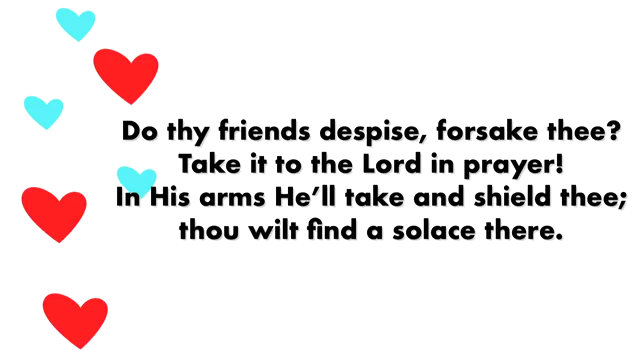 Do thy friends despise, forsake thee?
Take it to the Lord in prayer!
In His arms He’ll take and shield thee;
thou wilt find a solace there.